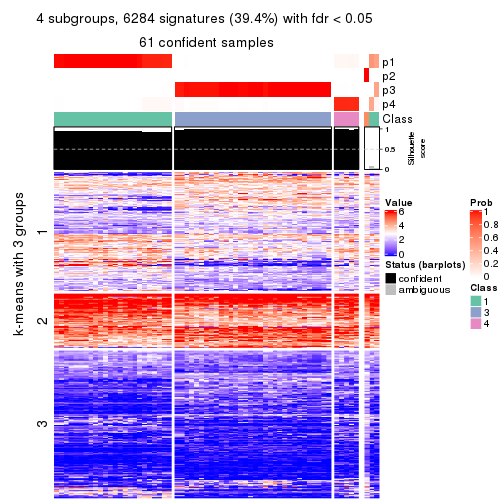 4 subgroups, 6284 signatures (39.4%) with fdr < 0.05
61 confident samples
p1
p2
p3
p4
Class
1
0.5
0
Silhouette
score
k-means with 3 groups
1
2
3
Value
6
4
2
0
Status (barplots)
confident
ambiguous
Prob
1
0.8
0.6
0.4
0.2
0
Class
1
3
4